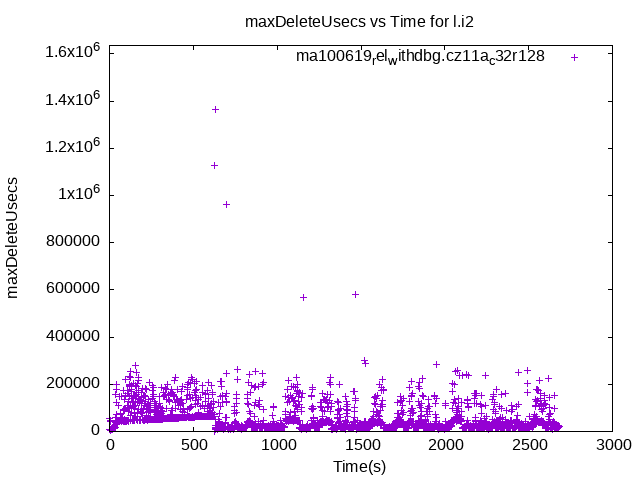 maxDeleteUsecs vs Time for l.i2
ma100619relwithdbg.cz11ac32r128
1.6x10^6
1.4x10^6
1.2x10^6
1x10^6
800000
600000
400000
200000
0
maxDeleteUsecs
0 500 1000 1500 2000 2500 3000
Time(s)